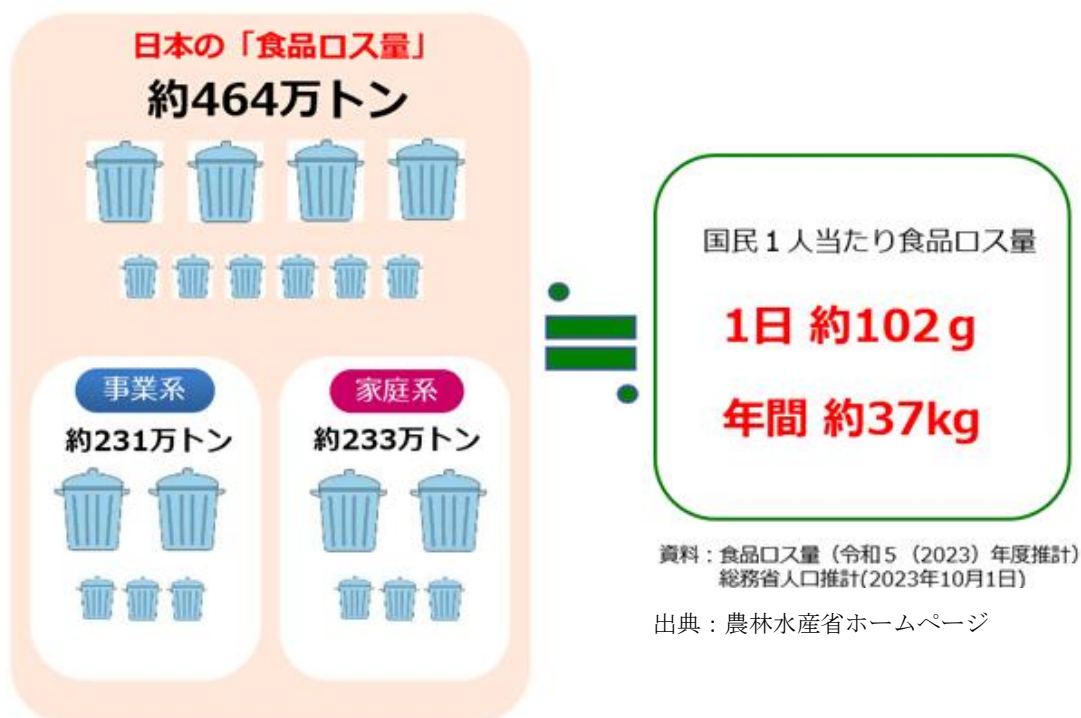 日本の「食品ロス量」
約464万トン
事業系
約231万トン
家庭系
約233万トン
国民１人当たり食品ロス量
1日 約102ｇ
年間 約37kg
資料：食品ロス量（令和５（2023）年度推計）
総務省人口推計(2023年10月1日)
出典：農林水産省ホームページ